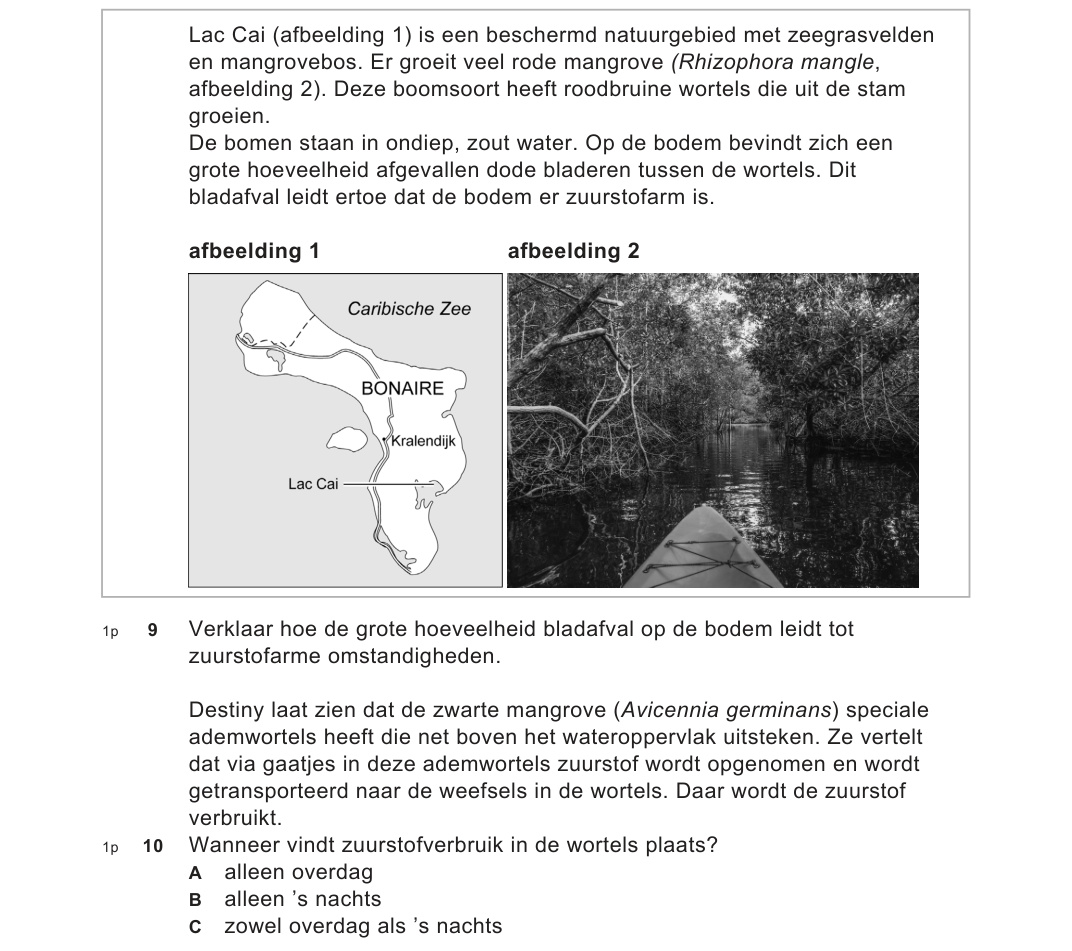 Lac Cai (afbeelding 1) is een beschermd natuurgebied met zeegrasvelden
en mangrovebos. Er groeit veel rode mangrove (Rhizophora mangle,
afbeelding 2). Deze boomsoort heeft roodbruine wortels die uit de stam
groeien.
De bomen staan in ondiep, zout water. Op de bodem bevindt zich een
grote hoeveelheid afgevallen dode bladeren tussen de wortels. Dit
bladafval leidt ertoe dat de bodem er zuurstofarm is.
afbeelding 1
afbeelding 2
Caribische Zee
BONAIRE
Kralendijk
Lac Cai
1p 9 Verklaar hoe de grote hoeveelheid bladafval op de bodem leidt tot
zuurstofarme omstandigheden.
Destiny laat zien dat de zwarte mangrove (Avicennia germinans) speciale
ademwortels heeft die net boven het wateroppervlak uitsteken. Ze vertelt
dat via gaatjes in deze ademwortels zuurstof wordt opgenomen en wordt
getransporteerd naar de weefsels in de wortels. Daar wordt de zuurstof
verbruikt.
1p 10 Wanneer vindt zuurstofverbruik in de wortels plaats?
A alleen overdag
B alleen ’s nachts
C zowel overdag als ’s nachts